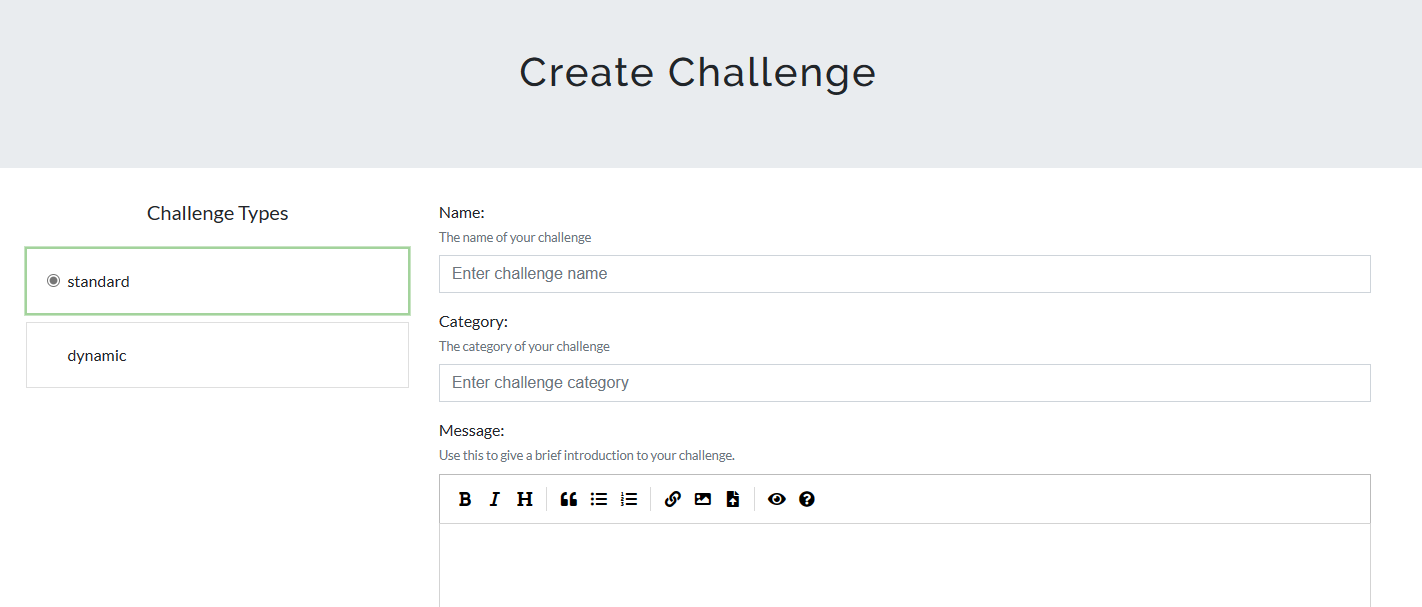 Create Challenge
Challenge Types
standard
dynamic
Name:
The name of your challenge
Enter challenge name
Category:
The category of your challenge
Enter challenge category
Message:
Use this to give a brief introduction to your challenge.
B I H